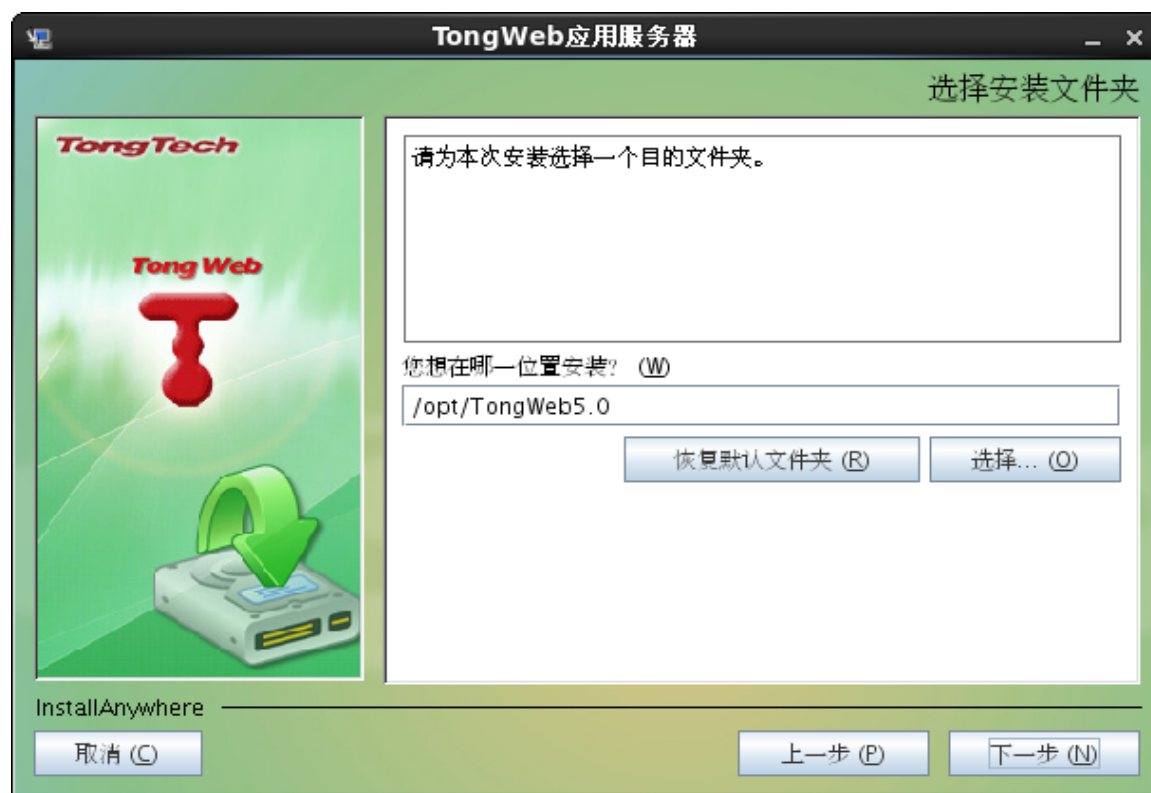 TongWeb应用服务器
选择安装文件夹
TongTech
Tong Web
请为本次安装选择一个目的文件夹。
您想在哪一位置安装? (W)
/opt/TongWeb5.0
恢复默认文件夹 (R)
选择... (O)
InstallAnywhere
取消 (C)
上一步 (P)
下一步 (N)